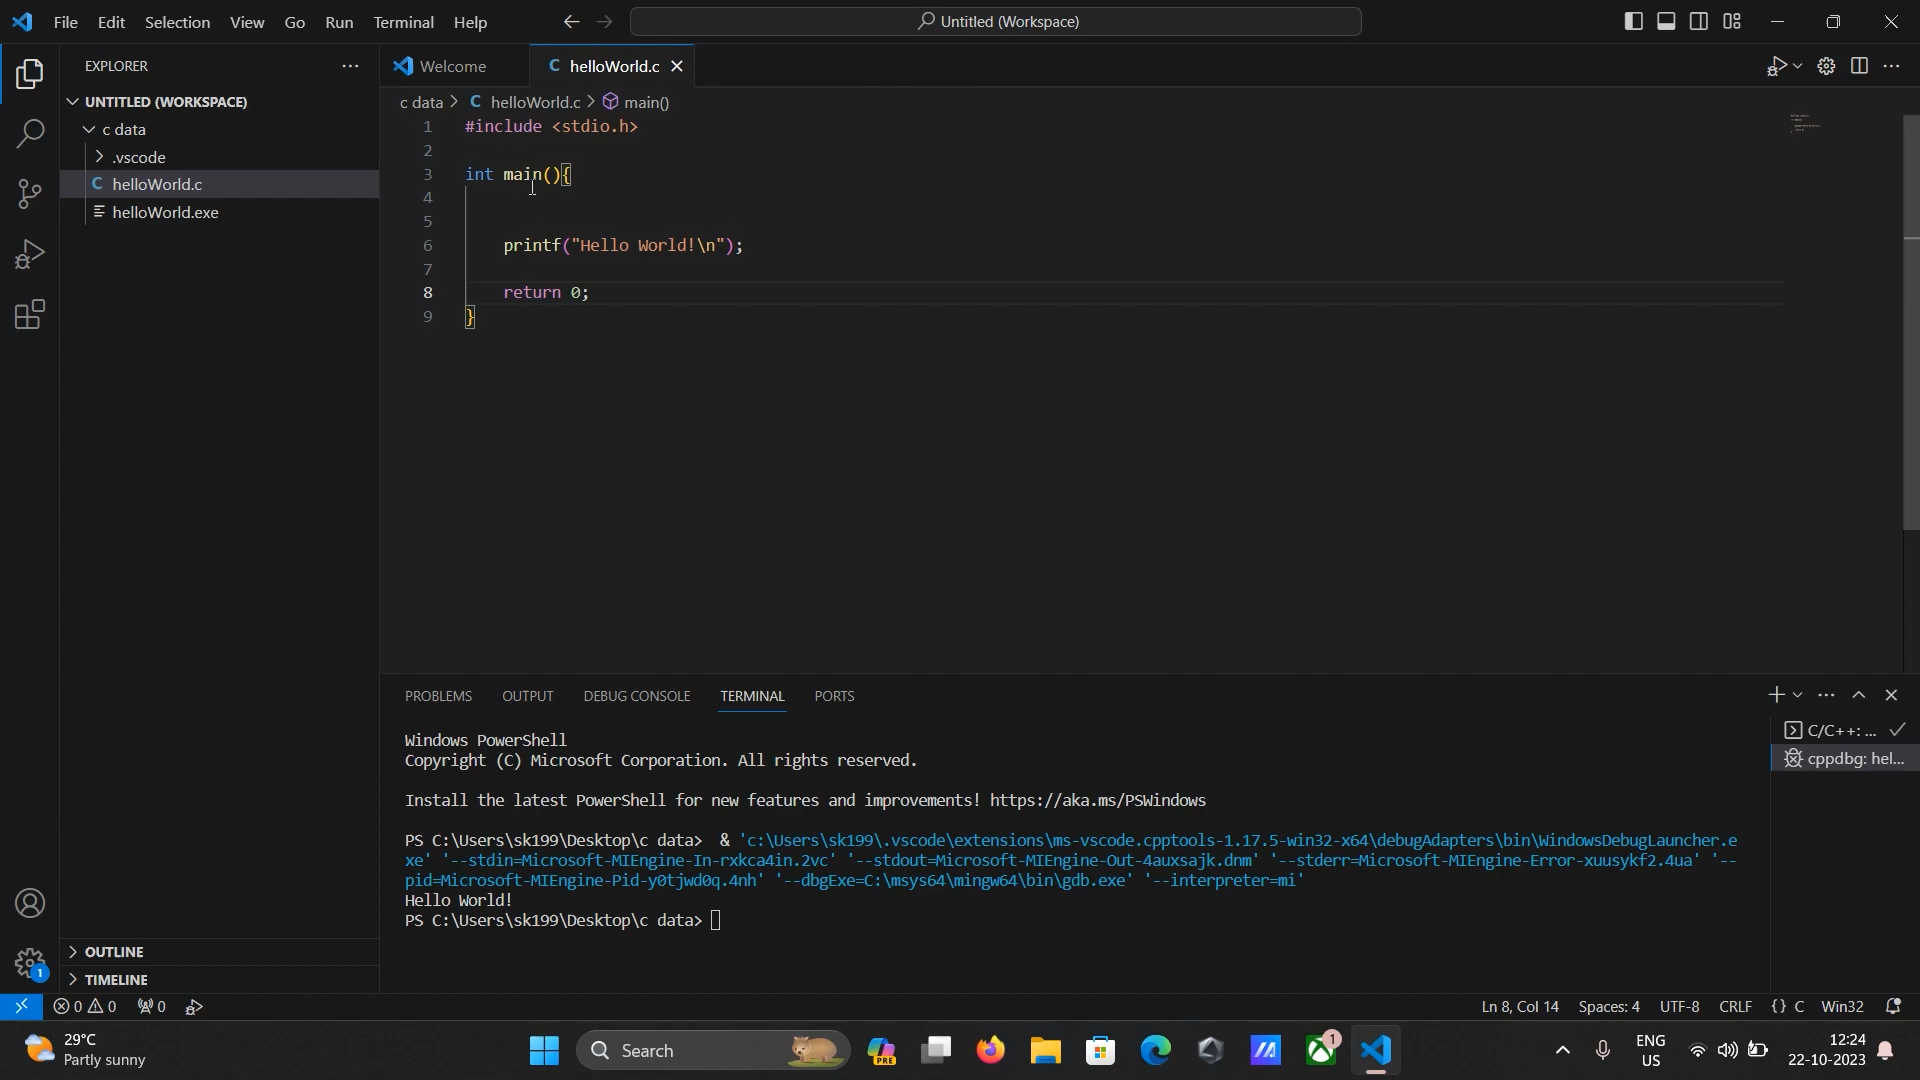 File Edit Selection View Go Run Terminal Help
Untitled (Workspace)
EXPLORER
Welcome
C helloWorld.c
UNTITLED (WORKSPACE)
c data
.vscode
C helloWorld.c
helloWorld.exe
c data > C helloWorld.c > main()
1 #include <stdio.h>
2
3 int main(){
4
5
6 printf("Hello World!\n");
7
8 return 0;
9 }
PROBLEMS OUTPUT DEBUG CONSOLE TERMINAL PORTS
C/C++: ...
cppdbg: hel...
Windows PowerShell
Copyright (C) Microsoft Corporation. All rights reserved.
Install the latest PowerShell for new features and improvements! https://aka.ms/PSWindows
PS C:\Users\sk199\Desktop\c data>  & 'c:\Users\sk199\.vscode\extensions\ms-vscode.cpptools-1.17.5-win32-x64\debugAdapters\bin\WindowsDebugLauncher.e
xe' '--stdin=Microsoft-MIEngine-In-rxkca4in.2vc' '--stdout=Microsoft-MIEngine-Out-4auxsajk.dnm' '--stderr=Microsoft-MIEngine-Error-xuusykf2.4ua' '--
pid=Microsoft-MIEngine-Pid-y0tjwd0q.4nh' '--dbgExe=C:\msys64\mingw64\bin\gdb.exe' '--interpreter=mi'
Hello World!
PS C:\Users\sk199\Desktop\c data>
OUTLINE
TIMELINE
1
0 0 0
Ln 8, Col 14 Spaces: 4 UTF-8 CRLF {} C Win32
29°C
Partly sunny
Search
PRE
1
ENG
US
12:24
22-10-2023